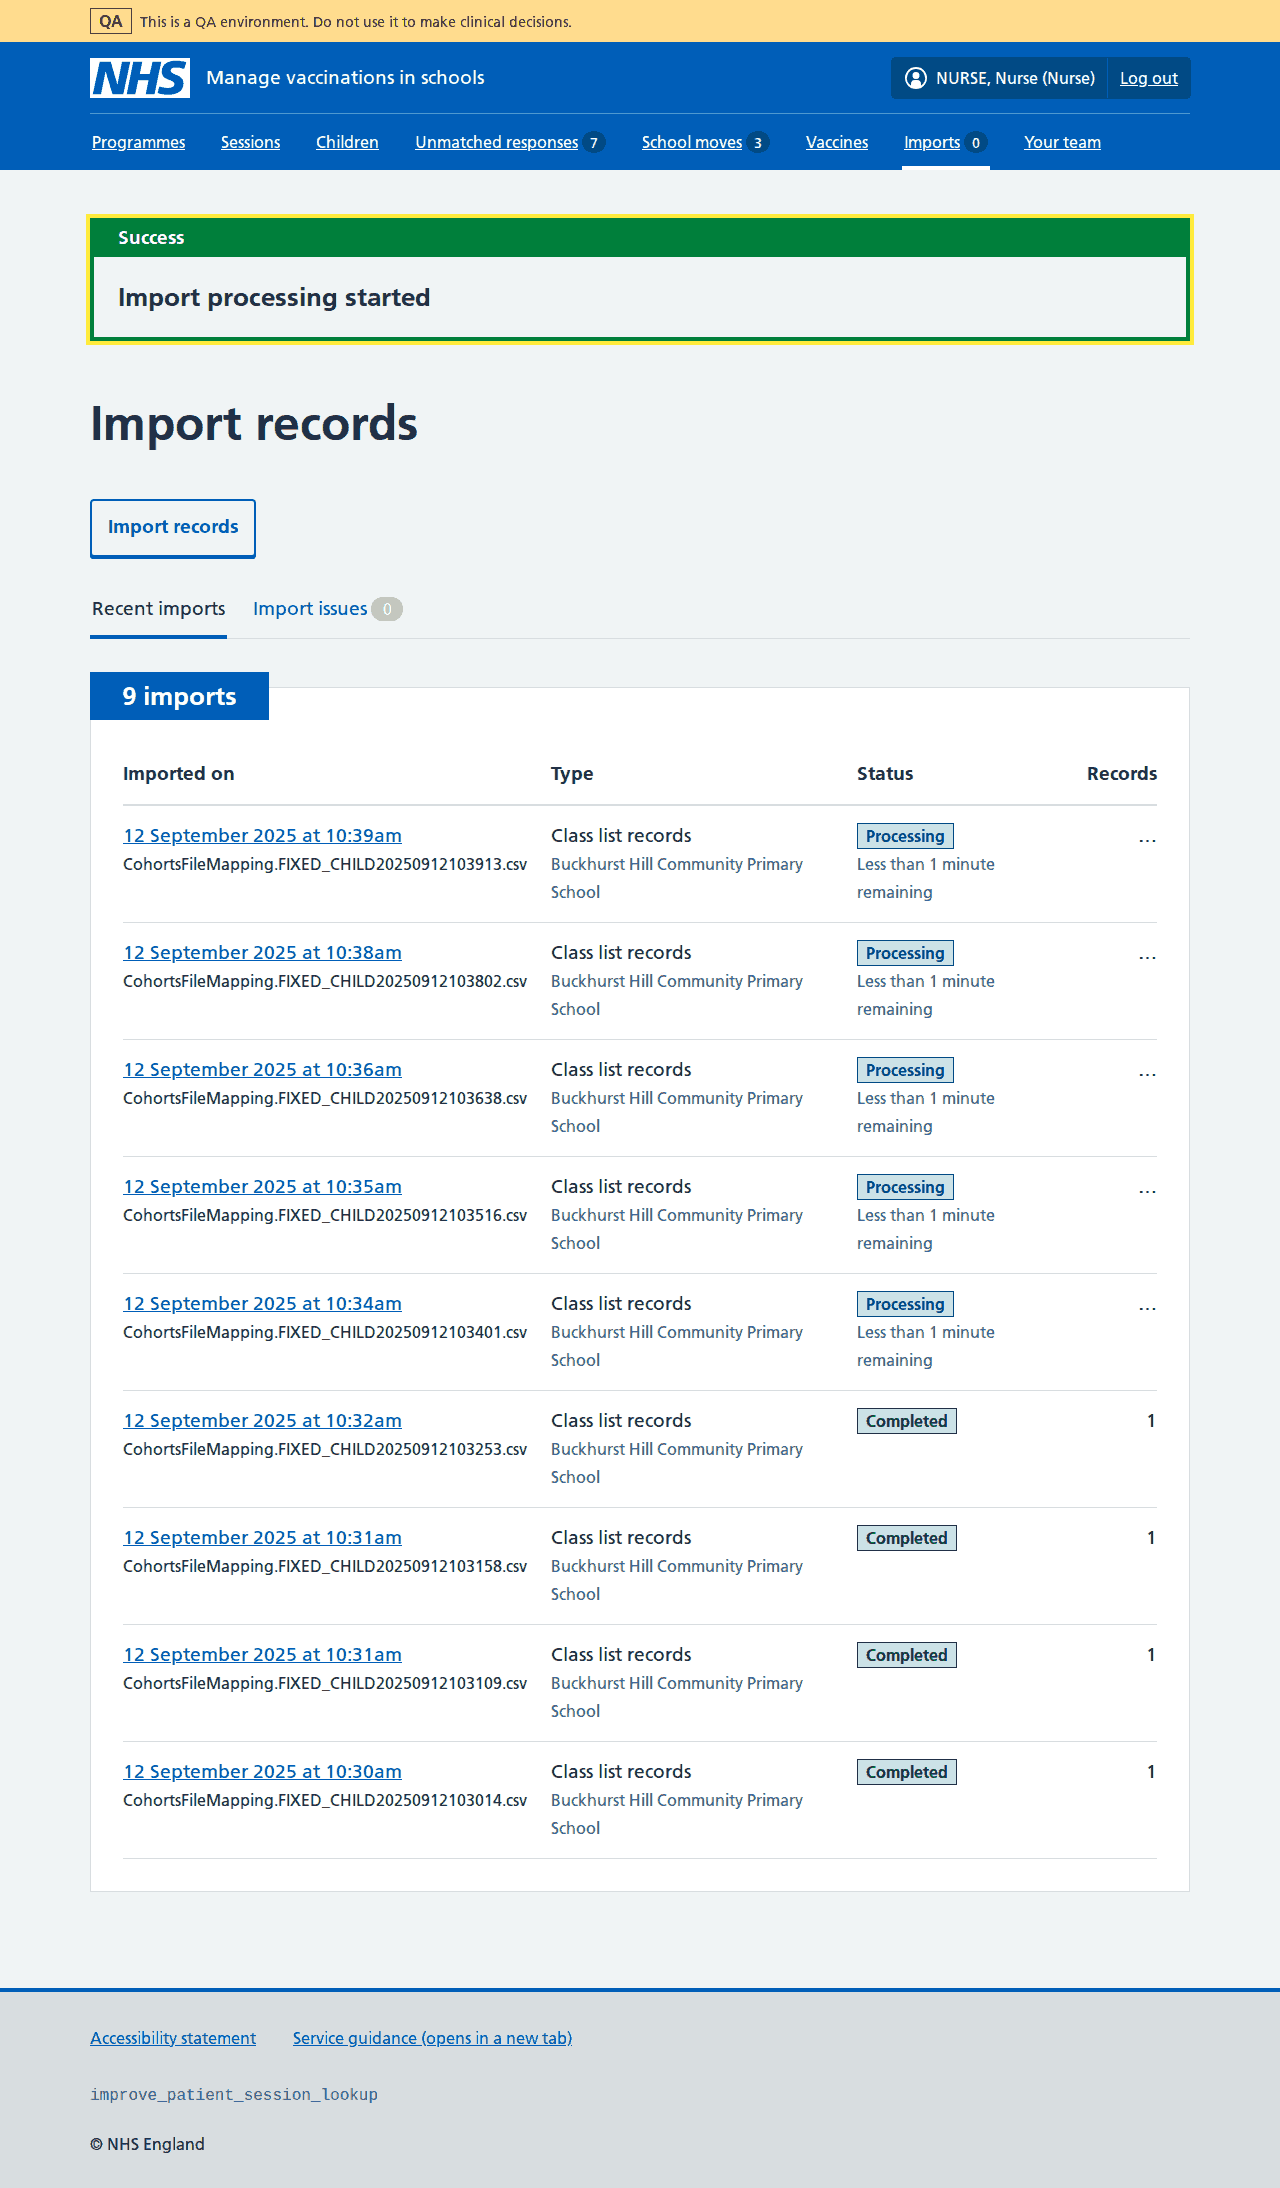 QA This is a QA environment. Do not use it to make clinical decisions.
NHS Manage vaccinations in schools NURSE, Nurse (Nurse) Log out
Programmes Sessions Children Unmatched responses 7 School moves 3 Vaccines Imports 0 Your team
Success
Import processing started
Import records
Import records
Recent imports Import issues 0
9 imports
Imported on Type Status Records
12 September 2025 at 10:39am Class list records Processing ...
CohortsFileMapping.FIXED_CHILD20250912103913.csv Buckhurst Hill Community Primary Less than 1 minute
School remaining
12 September 2025 at 10:38am Class list records Processing ...
CohortsFileMapping.FIXED_CHILD20250912103802.csv Buckhurst Hill Community Primary Less than 1 minute
School remaining
12 September 2025 at 10:36am Class list records Processing ...
CohortsFileMapping.FIXED_CHILD20250912103638.csv Buckhurst Hill Community Primary Less than 1 minute
School remaining
12 September 2025 at 10:35am Class list records Processing ...
CohortsFileMapping.FIXED_CHILD20250912103516.csv Buckhurst Hill Community Primary Less than 1 minute
School remaining
12 September 2025 at 10:34am Class list records Processing ...
CohortsFileMapping.FIXED_CHILD20250912103401.csv Buckhurst Hill Community Primary Less than 1 minute
School remaining
12 September 2025 at 10:32am Class list records Completed 1
CohortsFileMapping.FIXED_CHILD20250912103253.csv Buckhurst Hill Community Primary
School
12 September 2025 at 10:31am Class list records Completed 1
CohortsFileMapping.FIXED_CHILD20250912103158.csv Buckhurst Hill Community Primary
School
12 September 2025 at 10:31am Class list records Completed 1
CohortsFileMapping.FIXED_CHILD20250912103109.csv Buckhurst Hill Community Primary
School
12 September 2025 at 10:30am Class list records Completed 1
CohortsFileMapping.FIXED_CHILD20250912103014.csv Buckhurst Hill Community Primary
School
Accessibility statement Service guidance (opens in a new tab)
improve_patient_session_lookup
© NHS England